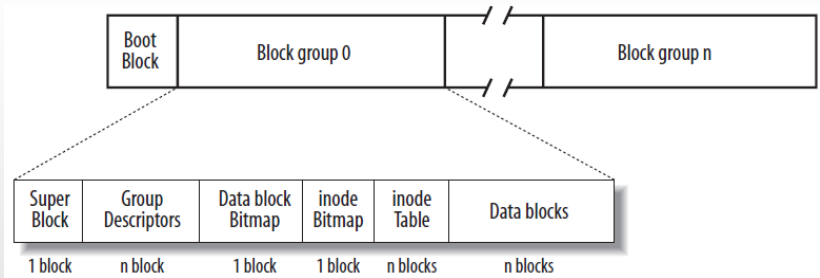 Boot
Block
Block group 0
Block group n
Super
Block
Group
Descriptors
Data block
Bitmap
inode
Bitmap
inode
Table
Data blocks
1 block
n block
1 block
1 block
n blocks
n blocks